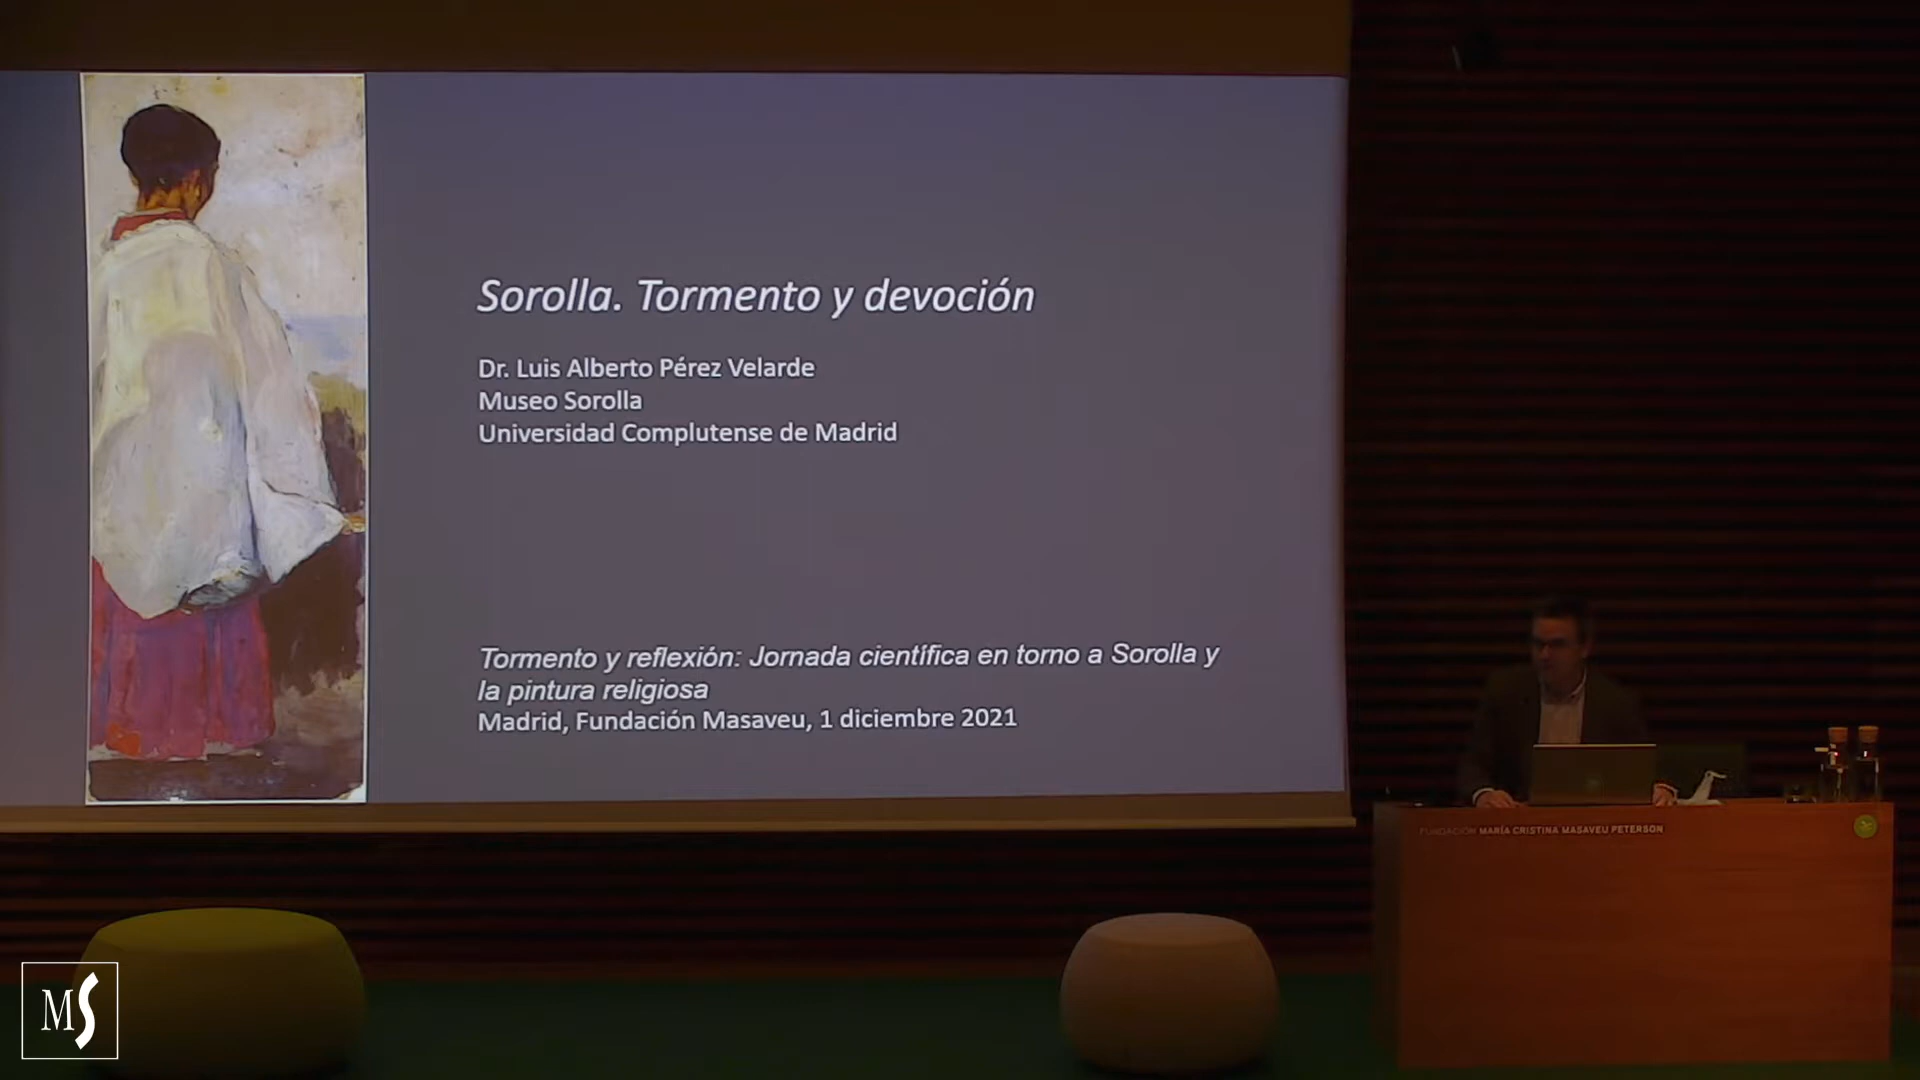 Sorolla. Tormento y devoción
Dr. Luis Alberto Pérez Velarde
Museo Sorolla
Universidad Complutense de Madrid
Tormento y reflexión: Jornada científica en torno a Sorolla y
la pintura religiosa
Madrid, Fundación Masaveu, 1 diciembre 2021
FUNDACIÓN MARÍA CRISTINA MASAVEU PETERSON
MS